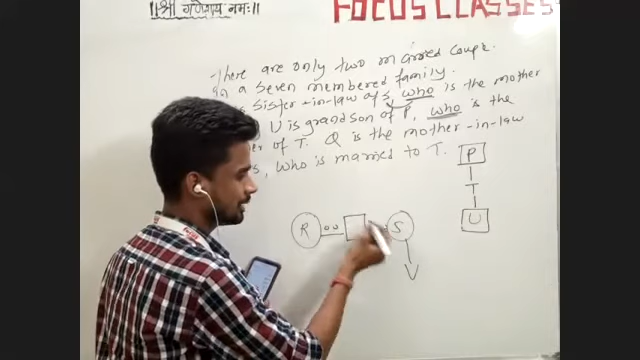 ॥श्री गणेशाय नमः॥
FOCUS CLASSES
There are only two married Couple.
In a Seven membered family.
Sister-in-law of S, who is the mother
U is grandson of P, who is the
er of T. Q is the mother-in-law
S, who is married to T.
P
T
U
R
S
V